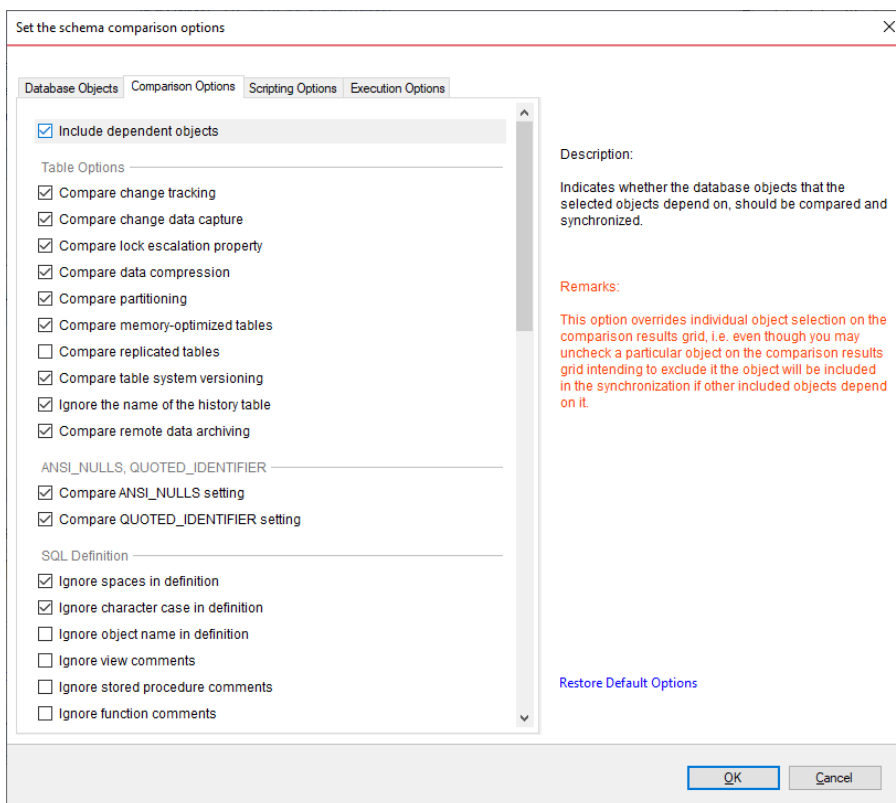 Set the schema comparison options
Database Objects
Comparison Options
Scripting Options
Execution Options
Include dependent objects
Table Options
Compare change tracking
Compare change data capture
Compare lock escalation property
Compare data compression
Compare partitioning
Compare memory-optimized tables
Compare replicated tables
Compare table system versioning
Ignore the name of the history table
Compare remote data archiving
ANSI_NULLS, QUOTED_IDENTIFIER
Compare ANSI_NULLS setting
Compare QUOTED_IDENTIFIER setting
SQL Definition
Ignore spaces in definition
Ignore character case in definition
Ignore object name in definition
Ignore view comments
Ignore stored procedure comments
Ignore function comments
Description:
Indicates whether the database objects that the
selected objects depend on, should be compared and
synchronized.
Remarks:
This option overrides individual object selection on the
comparison results grid, i.e. even though you may
uncheck a particular object on the comparison results
grid intending to exclude it the object will be included
in the synchronization if other included objects depend
on it.
Restore Default Options
OK
Cancel